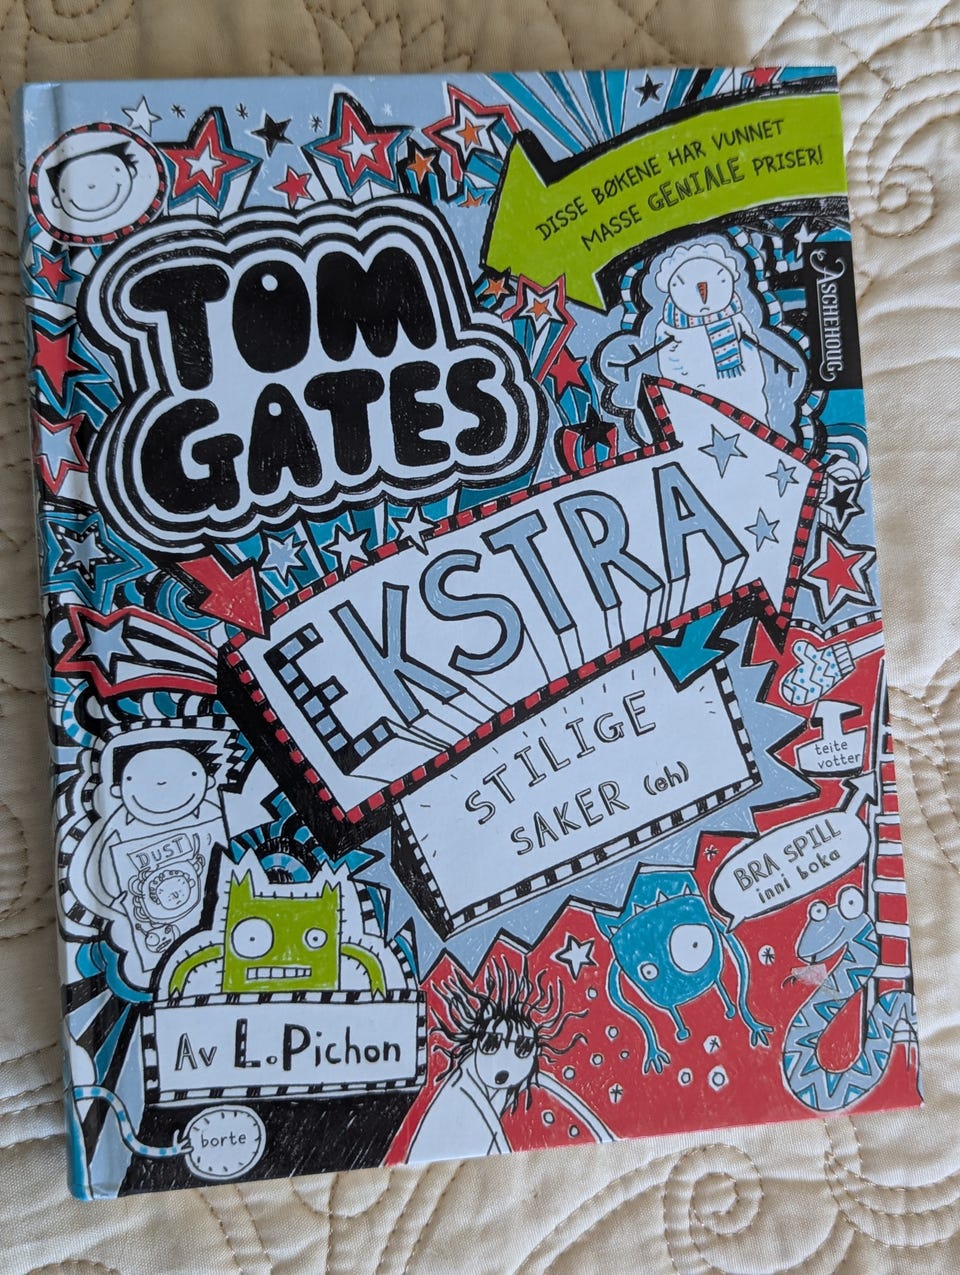 DISSE BØKENE HAR VUNNET
MASSE GENIALE PRISER!
ASCHEHOUG
TOM
GATES
EKSTRA
STILIGE
SAKER (eh)
teite
votter
BRA SPILL
inni boka
DUST
Av L. Pichon
borte